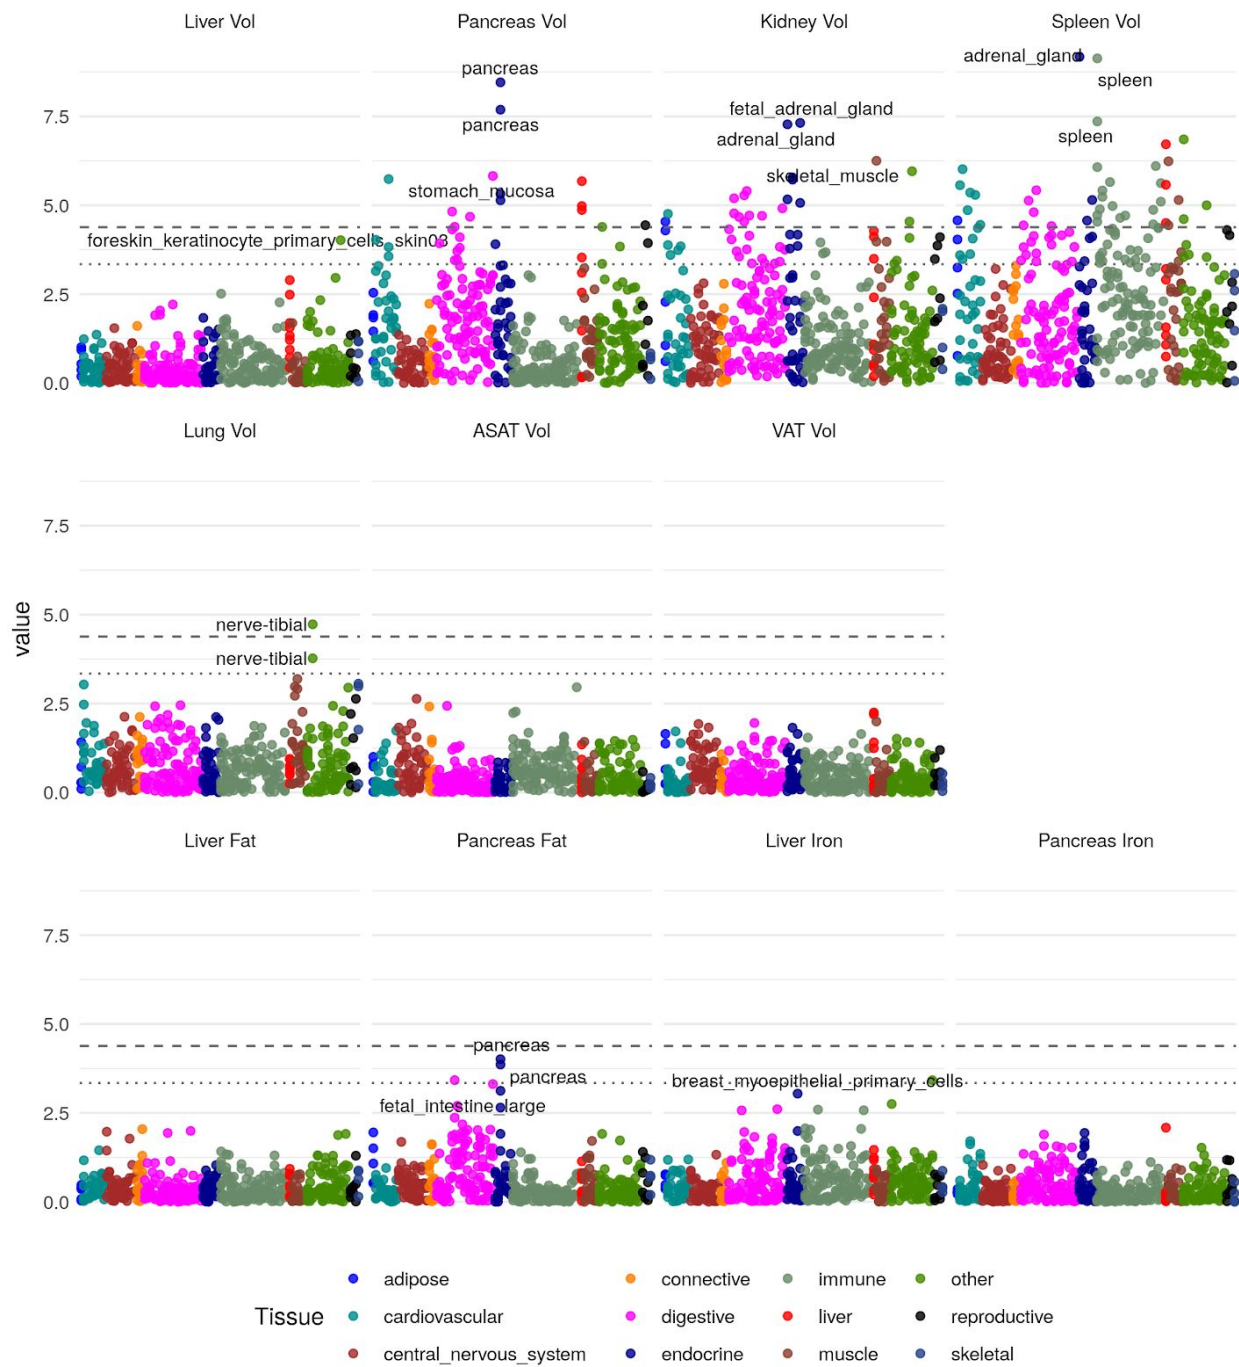 Liver Vol Pancreas Vol Kidney Vol Spleen Vol
adrenal_gland
pancreas
spleen
7.5
fetal_adrenal_gland
pancreas
spleen
adrenal_gland
skeletal_muscle
stomach_mucosa
5.0
foreskin_keratinocyte_primary_cells_skin03
2.5
0.0
Lung Vol ASAT Vol VAT Vol
7.5
5.0
nerve-tibial
nerve-tibial
2.5
0.0
value
Liver Fat Pancreas Fat Liver Iron Pancreas Iron
7.5
5.0
pancreas
pancreas
breast_myoepithelial_primary_cells
fetal_intestine_large
2.5
0.0
Tissue
adipose connective immune other
cardiovascular digestive liver reproductive
central_nervous_system endocrine muscle skeletal